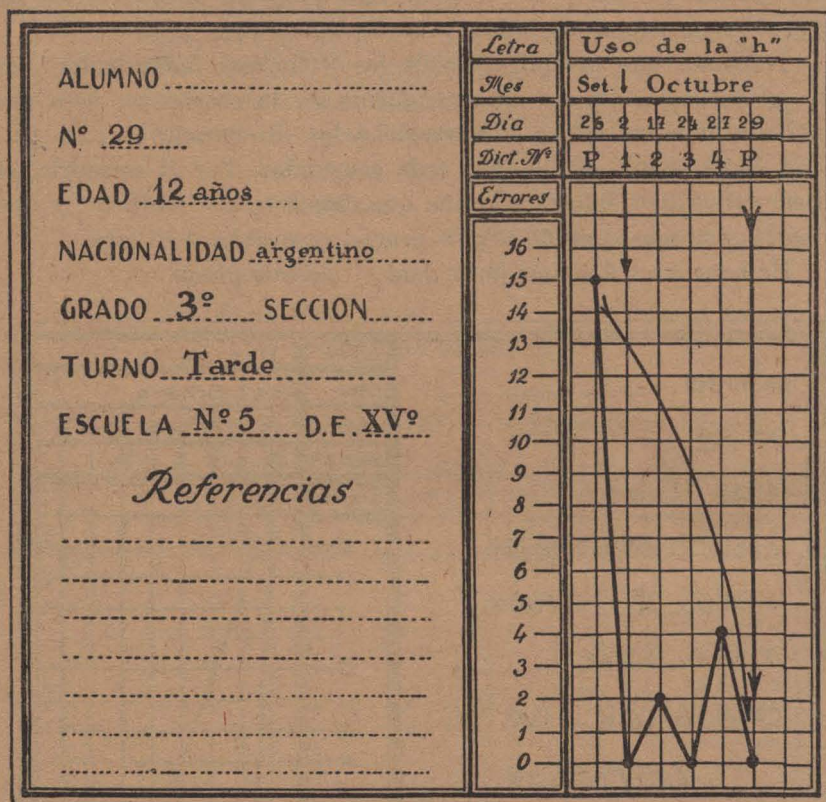 ALUMNO
Nº 29
EDAD 12 años
NACIONALIDAD argentino
GRADO 3º SECCION
TURNO Tarde
ESCUELA Nº 5 D.E. XVº
Referencias
Letra Uso de la "h"
Mes Set. Octubre
Día 26 2 17 24 27 29
Dict. Nº P 1 2 3 4 P
Errores
16
15
14
13
12
11
10
9
8
7
6
5
4
3
2
1
0